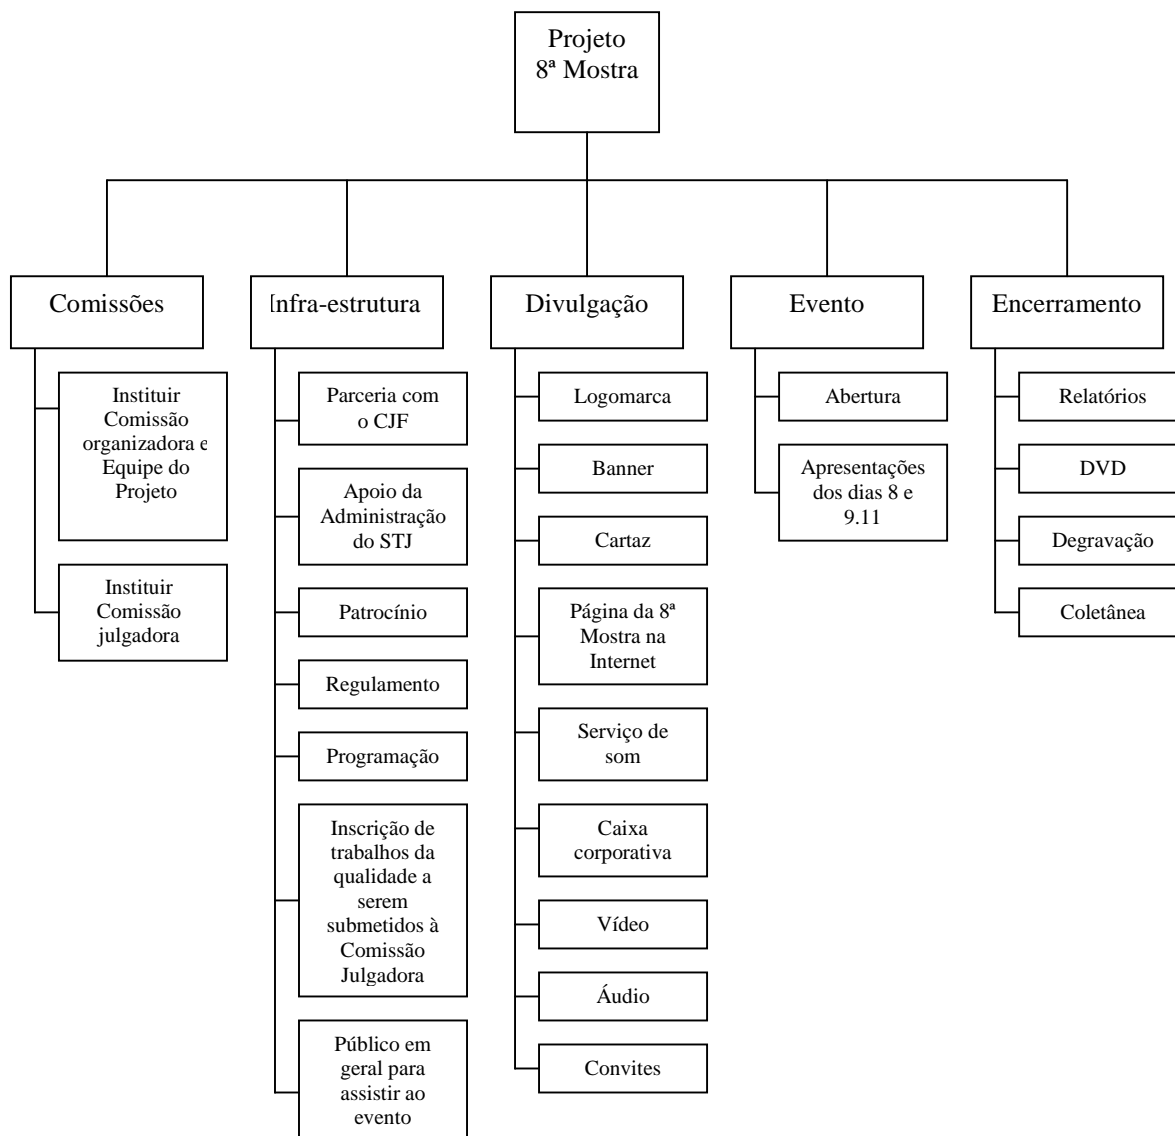 Projeto
8ª Mostra
Comissões
Instituir
Comissão
organizadora e
Equipe do
Projeto
Instituir
Comissão
julgadora
Infra-estrutura
Parceria com
o CJF
Apoio da
Administração
do STJ
Patrocínio
Regulamento
Programação
Inscrição de
trabalhos da
qualidade a
serem
submetidos à
Comissão
Julgadora
Público em
geral para
assistir ao
evento
Divulgação
Logomarca
Banner
Cartaz
Página da 8ª
Mostra na
Internet
Serviço de
som
Caixa
corporativa
Vídeo
Áudio
Convites
Evento
Abertura
Apresentações
dos dias 8 e
9.11
Encerramento
Relatórios
DVD
Degravação
Coletânea